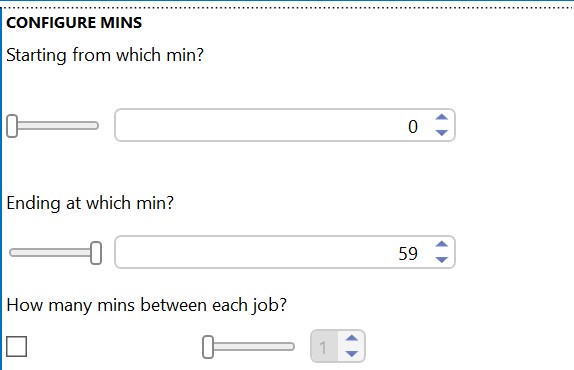 CONFIGURE MINS
Starting from which min?
0
Ending at which min?
59
How many mins between each job?
1